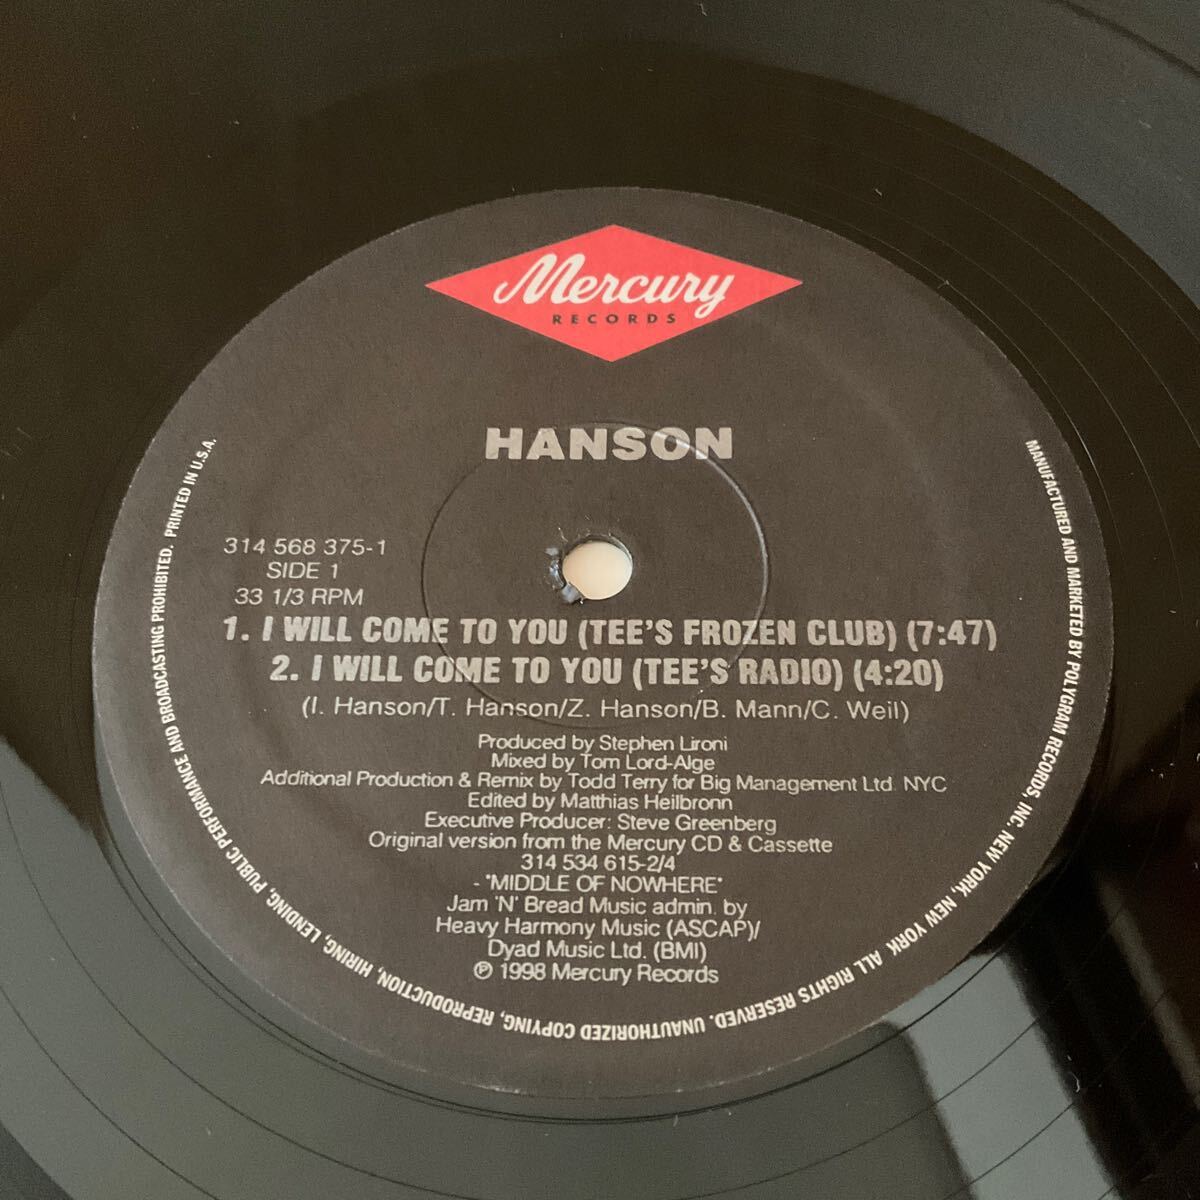 Mercury
RECORDS
HANSON
314 568 375-1
SIDE 1
33 1/3 RPM
1. I WILL COME TO YOU (TEE'S FROZEN CLUB) (7:47)
2. I WILL COME TO YOU (TEE'S RADIO) (4:20)
(I. Hanson/T. Hanson/Z. Hanson/B. Mann/C. Weil)
Produced by Stephen Lironi
Mixed by Tom Lord-Alge
Additional Production & Remix by Todd Terry for Big Management Ltd. NYC
Edited by Matthias Heilbronn
Executive Producer: Steve Greenberg
Original version from the Mercury CD & Cassette
314 534 615-2/4
- "MIDDLE OF NOWHERE"
Jam 'N' Bread Music admin. by
Heavy Harmony Music (ASCAP)/
Dyad Music Ltd. (BMI)
℗ 1998 Mercury Records
MANUFACTURED AND MARKETED BY POLYGRAM RECORDS, INC. NEW YORK, NEW YORK ALL RIGHTS RESERVED. UNAUTHORIZED COPYING, REPRODUCTION, HIRING, LENDING, PUBLIC PERFORMANCE AND BROADCASTING PROHIBITED. PRINTED IN U.S.A.